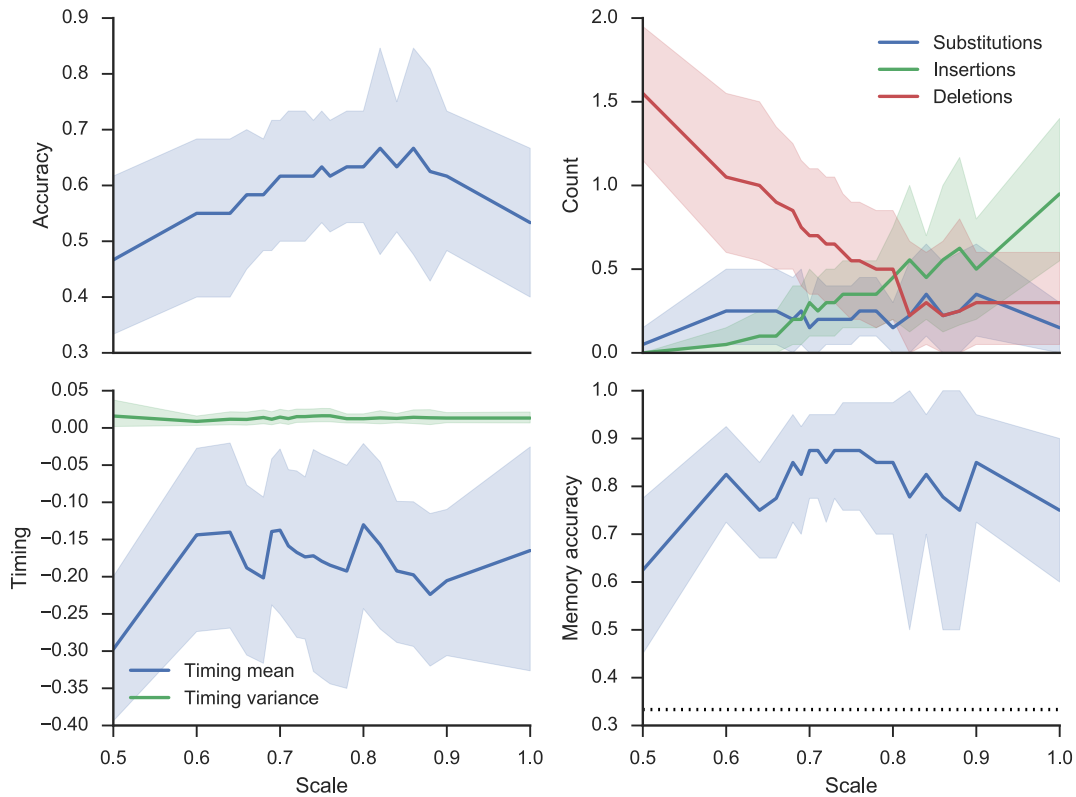 0.9
0.8
0.7
0.6
0.5
0.4
0.3
Accuracy
2.0
1.5
1.0
0.5
0.0
Count
Substitutions
Insertions
Deletions
0.05
0.00
−0.05
−0.10
−0.15
−0.20
−0.25
−0.30
−0.35
−0.40
Timing
Timing mean
Timing variance
0.5 0.6 0.7 0.8 0.9 1.0
Scale
1.0
0.9
0.8
0.7
0.6
0.5
0.4
0.3
Memory accuracy
0.5 0.6 0.7 0.8 0.9 1.0
Scale